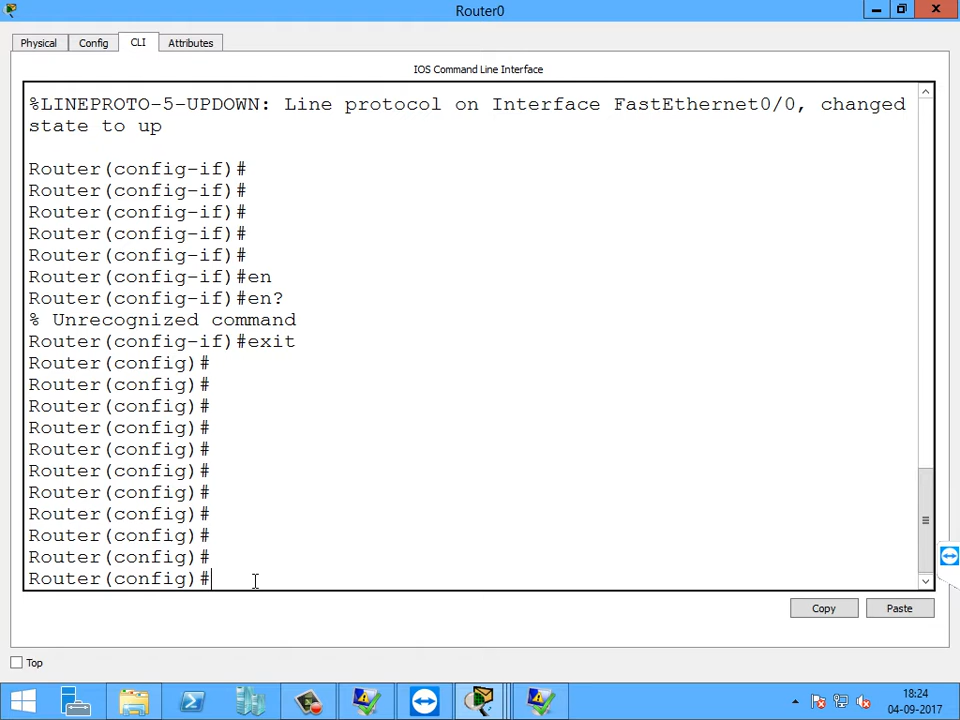 Router0
Physical
Config
CLI
Attributes
IOS Command Line Interface
%LINEPROTO-5-UPDOWN: Line protocol on Interface FastEthernet0/0, changed
state to up
Router(config-if)#
Router(config-if)#
Router(config-if)#
Router(config-if)#
Router(config-if)#
Router(config-if)#en
Router(config-if)#en?
% Unrecognized command
Router(config-if)#exit
Router(config)#
Router(config)#
Router(config)#
Router(config)#
Router(config)#
Router(config)#
Router(config)#
Router(config)#
Router(config)#
Router(config)#
Router(config)#
Copy
Paste
Top
18:24
04-09-2017